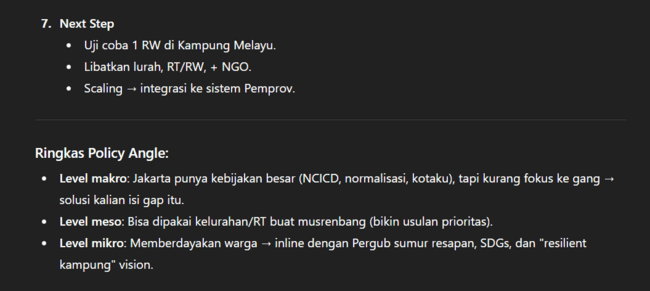 7. Next Step
• Uji coba 1 RW di Kampung Melayu.
• Libatkan lurah, RT/RW, + NGO.
• Scaling → integrasi ke sistem Pemprov.
Ringkas Policy Angle:
• Level makro: Jakarta punya kebijakan besar (NCICD, normalisasi, kotaku), tapi kurang fokus ke gang →
solusi kalian isi gap itu.
• Level meso: Bisa dipakai kelurahan/RT buat musrenbang (bikin usulan prioritas).
• Level mikro: Memberdayakan warga → inline dengan Pergub sumur resapan, SDGs, dan "resilient
kampung" vision.